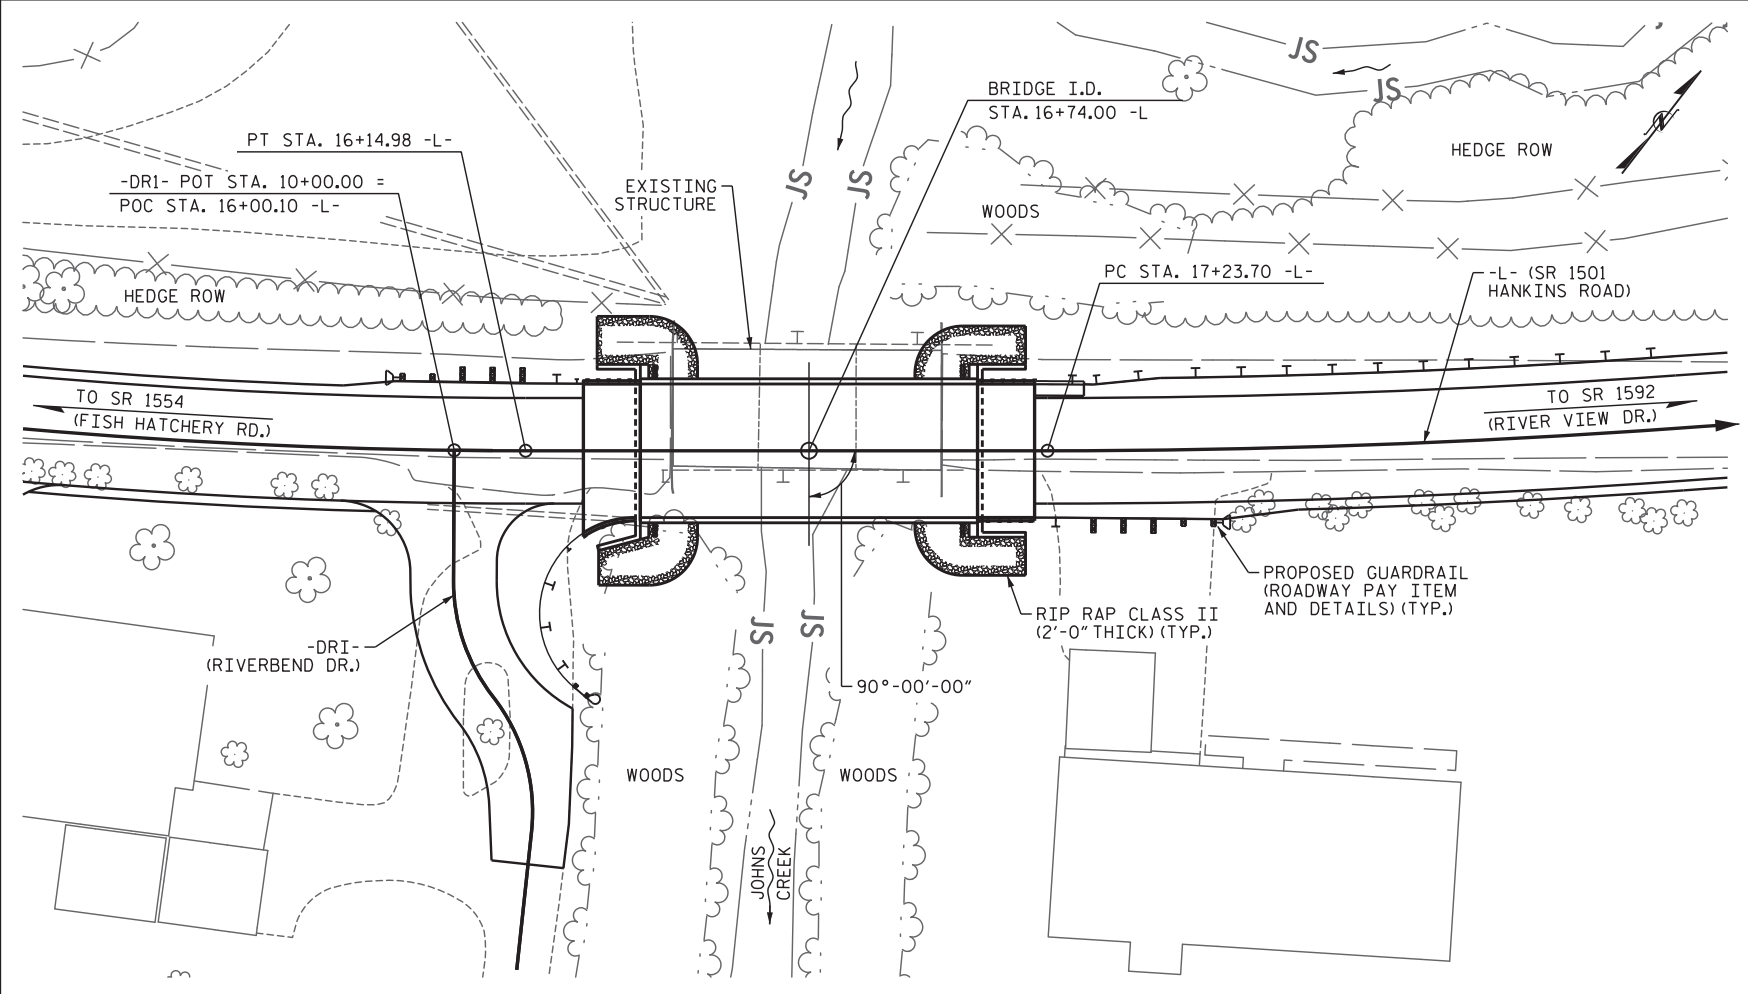 BRIDGE I.D.
STA. 16+74.00 -L
JS
JS
HEDGE ROW
N
PT STA. 16+14.98 -L-
-DR1- POT STA. 10+00.00 =
POC STA. 16+00.10 -L-
EXISTING
STRUCTURE
JS
JS
WOODS
PC STA. 17+23.70 -L-
-L- (SR 1501
HANKINS ROAD)
HEDGE ROW
TO SR 1554
(FISH HATCHERY RD.)
TO SR 1592
(RIVER VIEW DR.)
PROPOSED GUARDRAIL
(ROADWAY PAY ITEM
AND DETAILS) (TYP.)
RIP RAP CLASS II
(2'-0" THICK) (TYP.)
JS
JS
-DRI-
(RIVERBEND DR.)
90°-00'-00"
WOODS
WOODS
JOHNS
CREEK